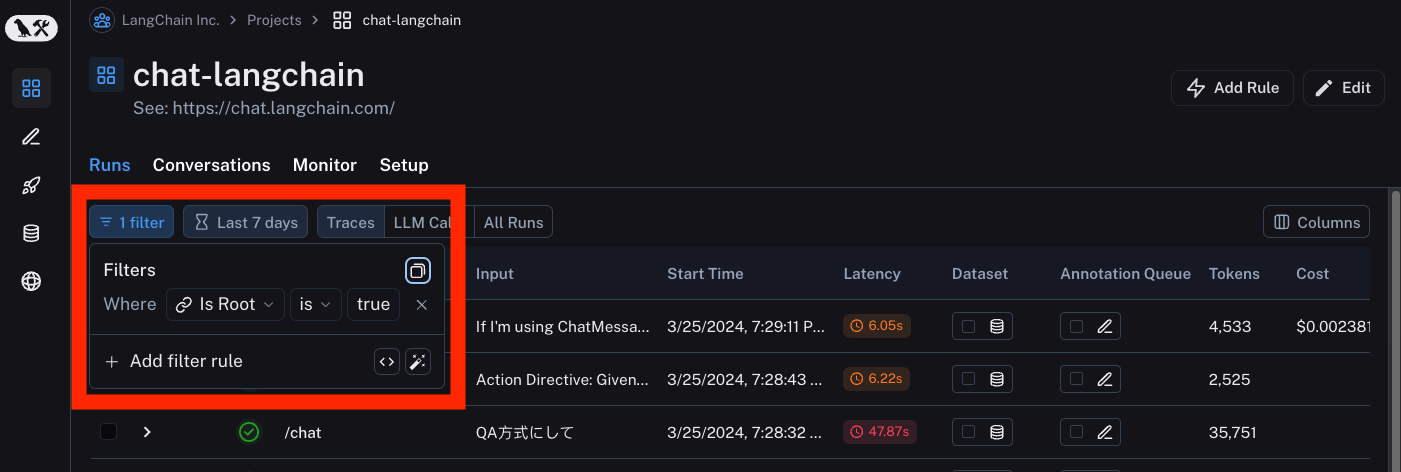 LangChain Inc. > Projects > chat-langchain
chat-langchain
See: https://chat.langchain.com/
Add Rule
Edit
Runs Conversations Monitor Setup
1 filter Last 7 days Traces LLM Cal All Runs Columns
Filters
Where Is Root is true
+ Add filter rule
Input Start Time Latency Dataset Annotation Queue Tokens Cost
If I'm using ChatMessa... 3/25/2024, 7:29:11 P... 6.05s 4,533 $0.002381
Action Directive: Given... 3/25/2024, 7:28:43 ... 6.22s 2,525
/chat QA方式にして 3/25/2024, 7:28:32 ... 47.87s 35,751